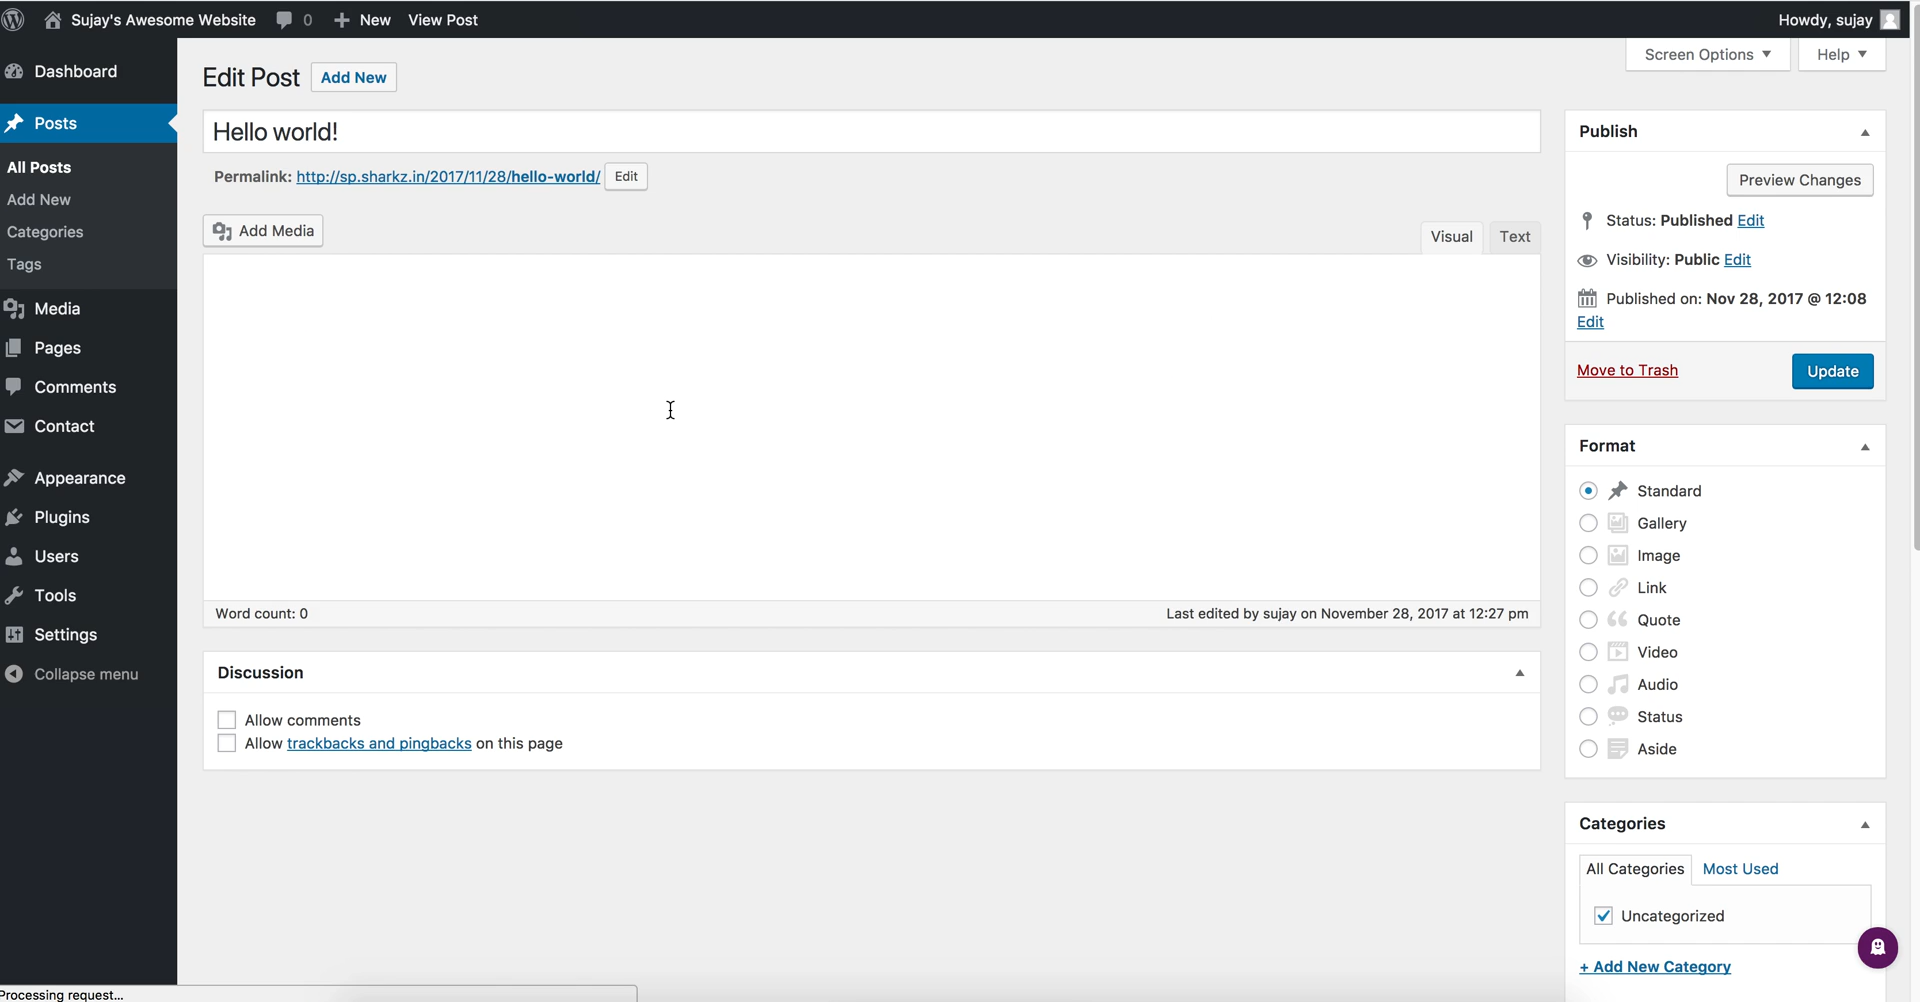 Sujay's Awesome Website 0 New View Post Howdy, sujay
Screen Options Help
Dashboard
Posts
All Posts
Add New
Categories
Tags
Media
Pages
Comments
Contact
Appearance
Plugins
Users
Tools
Settings
Collapse menu
Edit Post Add New
Hello world!
Permalink: http://sp.sharkz.in/2017/11/28/hello-world/ Edit
Add Media
Visual Text
Word count: 0 Last edited by sujay on November 28, 2017 at 12:27 pm
Discussion
Allow comments
Allow trackbacks and pingbacks on this page
Publish
Preview Changes
Status: Published Edit
Visibility: Public Edit
Published on: Nov 28, 2017 @ 12:08
Edit
Move to Trash Update
Format
Standard
Gallery
Image
Link
Quote
Video
Audio
Status
Aside
Categories
All Categories Most Used
Uncategorized
+ Add New Category
Processing request...